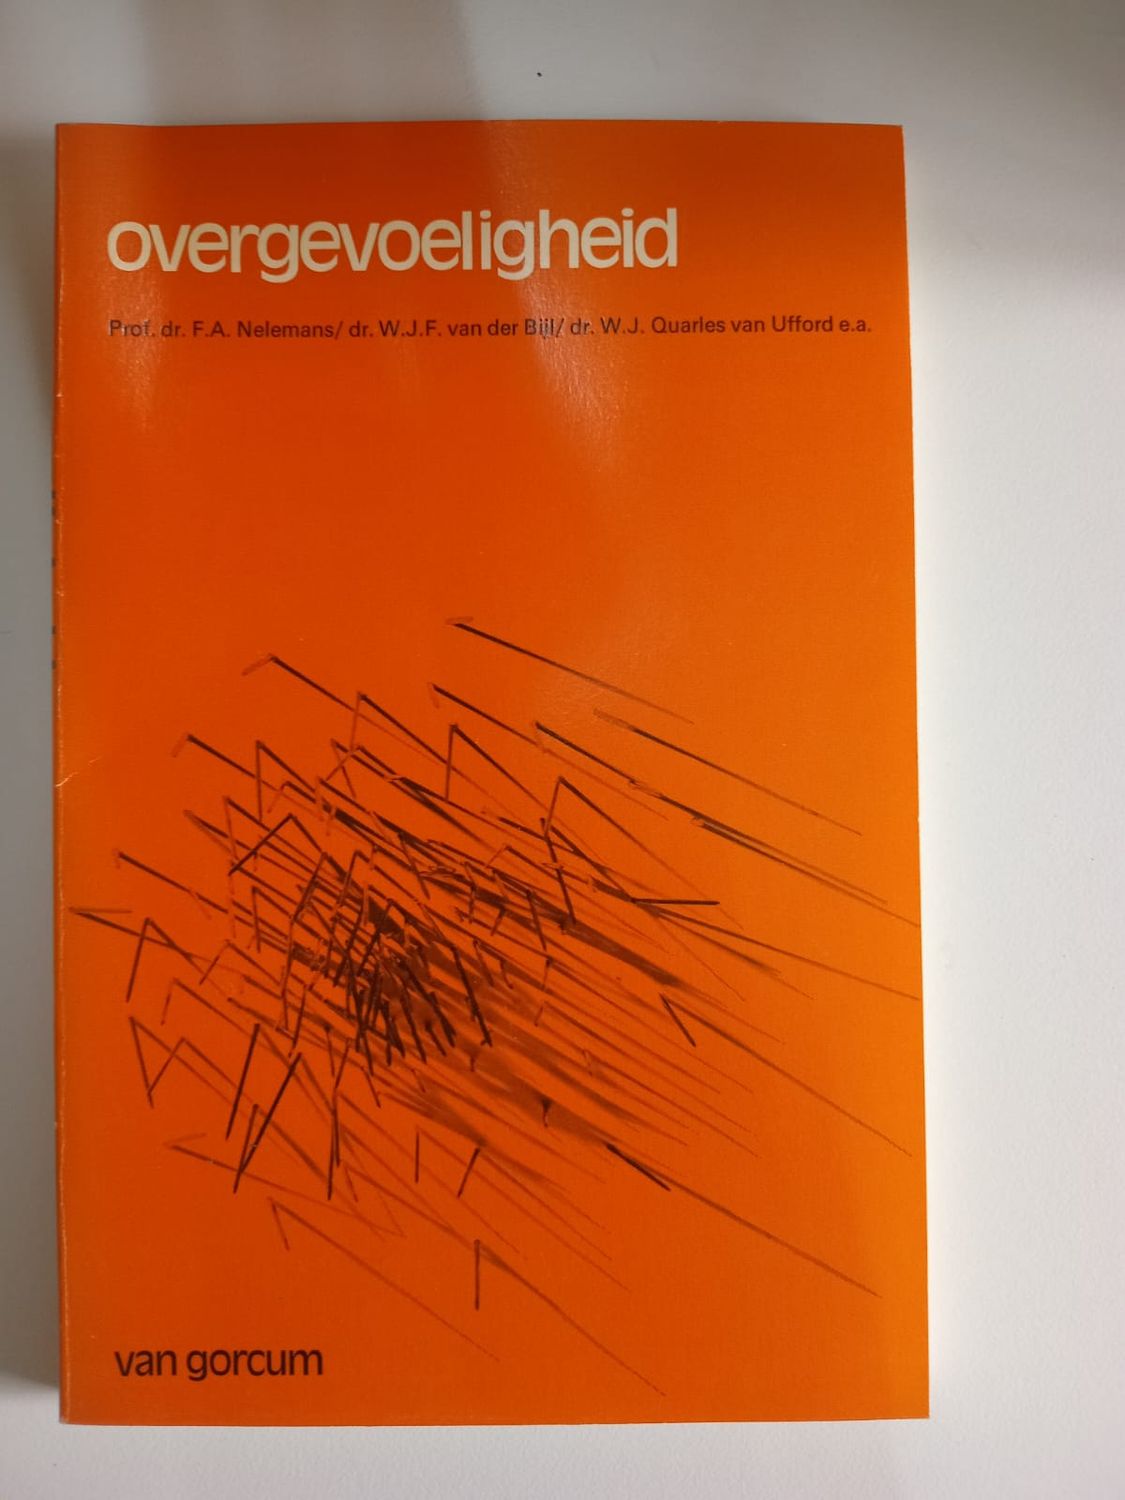 overgevoeligheid
Prof. dr. F.A. Nelemans/ dr. W.J.F. van der Bijl/ dr. W.J. Quarles van Ufford e.a.
van gorcum